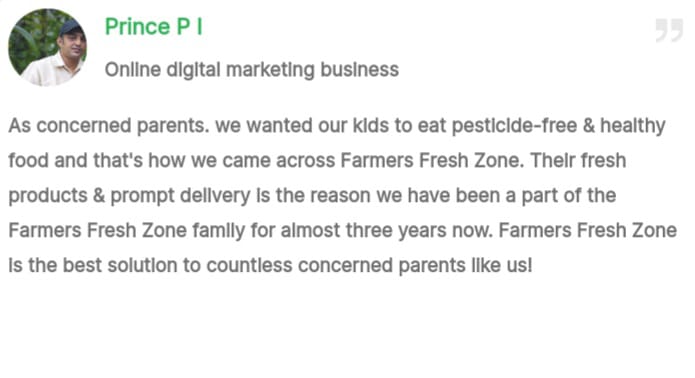 Prince P I
Online digital marketing business
As concerned parents. we wanted our kids to eat pesticide-free & healthy
food and that's how we came across Farmers Fresh Zone. Their fresh
products & prompt delivery is the reason we have been a part of the
Farmers Fresh Zone family for almost three years now. Farmers Fresh Zone
is the best solution to countless concerned parents like us!